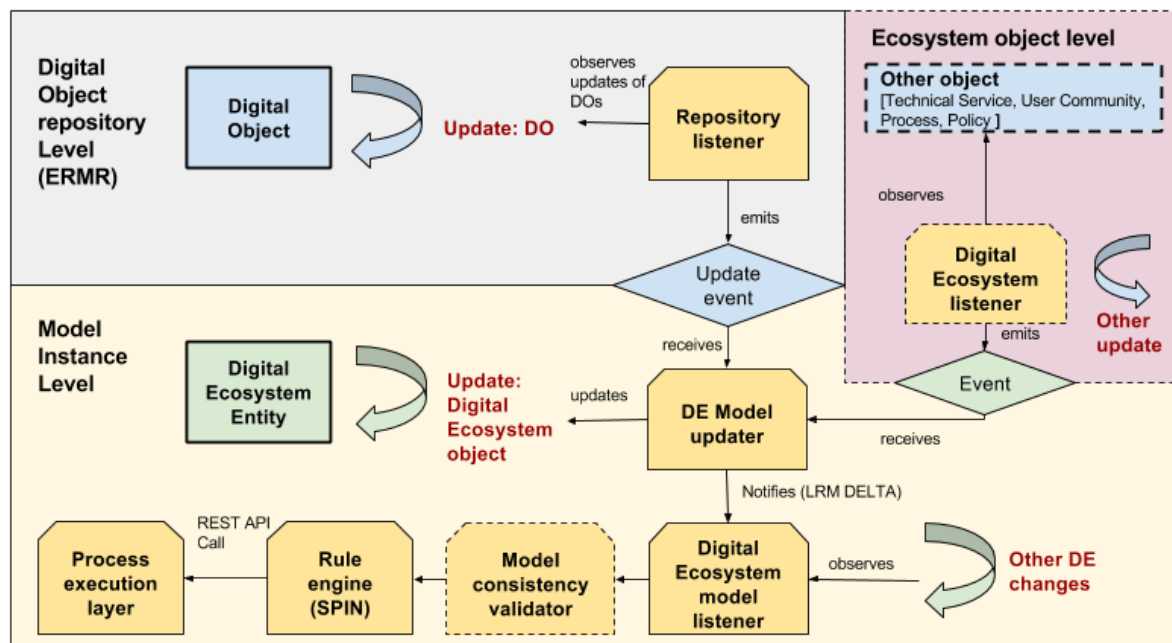 Digital
Object
repository
Level
(ERMR)
Digital
Object
Update: DO
observes
updates of
DOs
Repository
listener
emits
Update
event
Ecosystem object level
Other object
[Technical Service, User Community,
Process, Policy ]
observes
Digital
Ecosystem
listener
Other
update
emits
Event
receives
Model
Instance
Level
Digital
Ecosystem
Entity
Update:
Digital
Ecosystem
object
updates
receives
DE Model
updater
Notifies (LRM DELTA)
Process
execution
layer
REST API
Call
Rule
engine
(SPIN)
Model
consistency
validator
Digital
Ecosystem
model
listener
observes
Other DE
changes